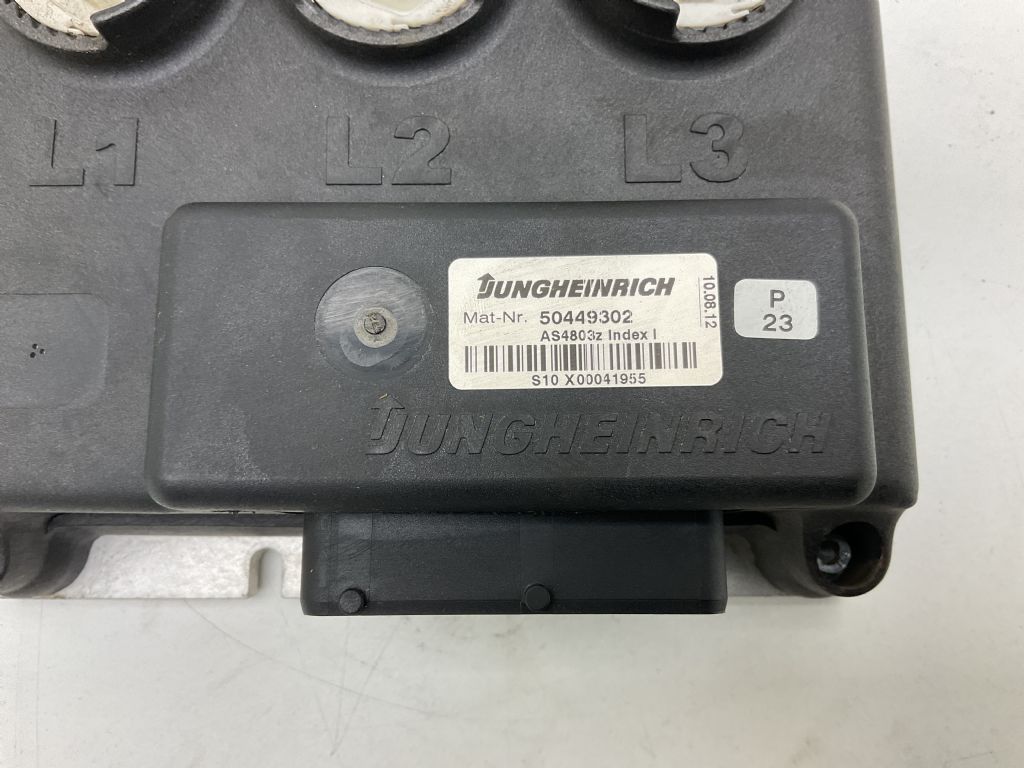 L1 L2 L3
JUNGHEINRICH
Mat-Nr. 50449302
AS4803z Index I
S10 X00041955
10.08.12
P
23
JUNGHEINRICH